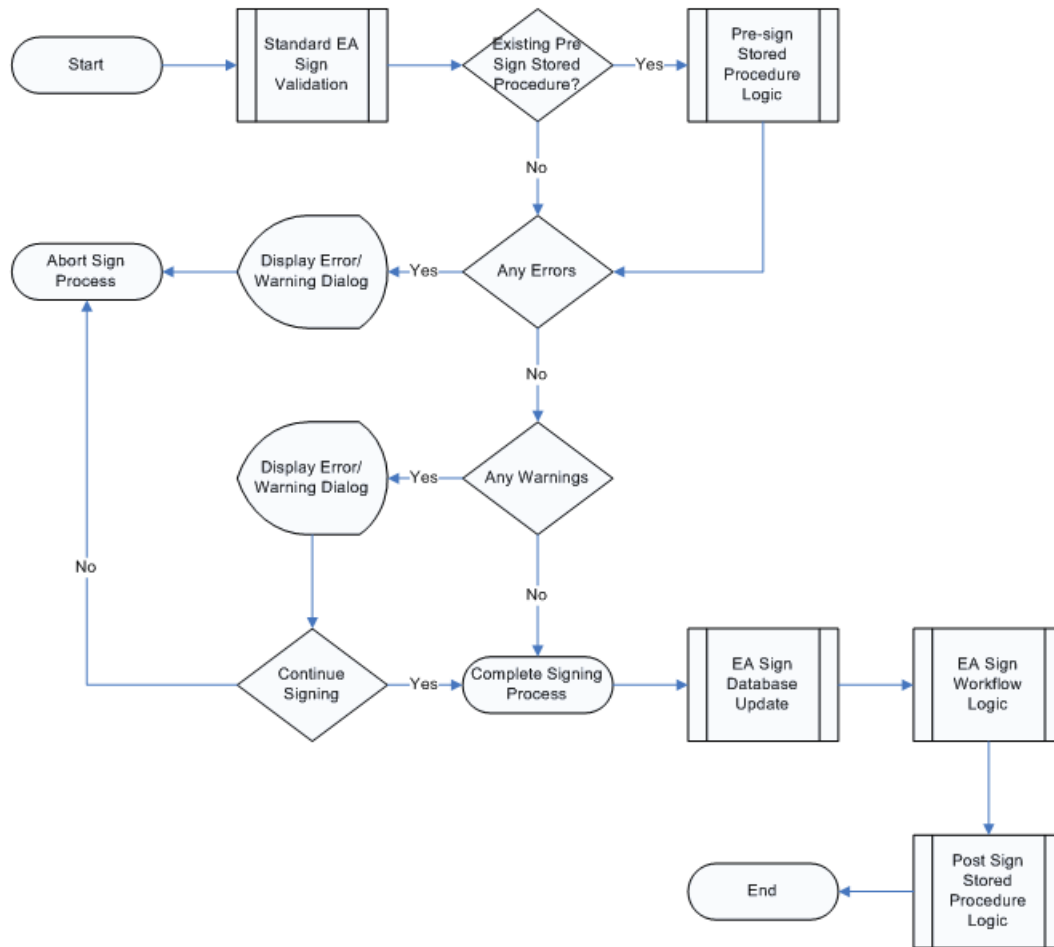 Start
Standard EA
Sign
Validation
Existing Pre
Sign Stored
Procedure?
Yes
Pre-sign
Stored
Procedure
Logic
No
Abort Sign
Process
Display Error/
Warning Dialog
Yes
Any Errors
No
Display Error/
Warning Dialog
Yes
Any Warnings
No
No
Continue
Signing
Yes
Complete Signing
Process
EA Sign
Database
Update
EA Sign
Workflow
Logic
End
Post Sign
Stored
Procedure
Logic